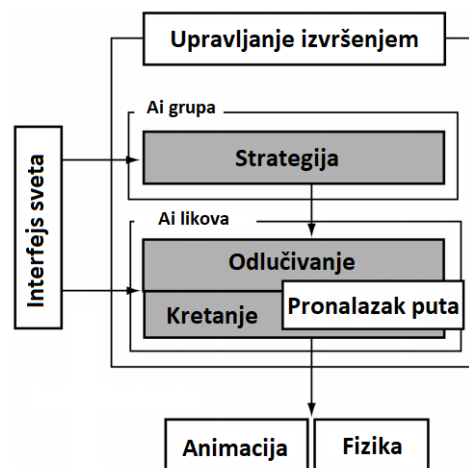 Upravljanje izvršenjem
Ai grupa
Strategija
Interfejs sveta
Ai likova
Odlučivanje
Pronalazak puta
Kretanje
Animacija
Fizika